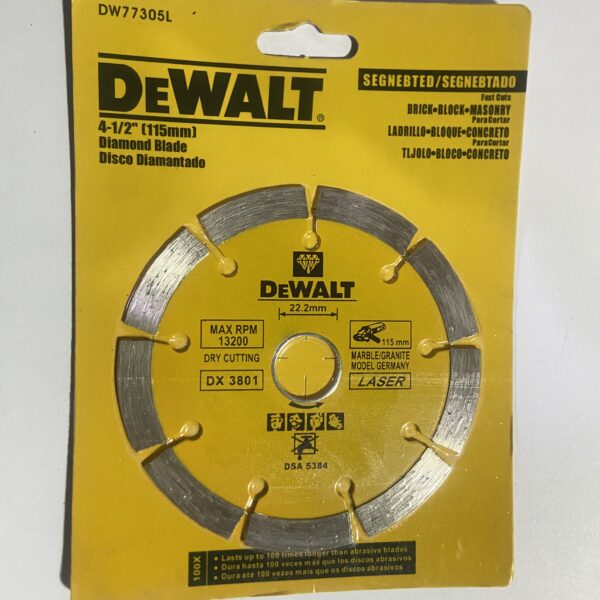 DW77305L
DEWALT®
4-1/2" (115mm)
Diamond Blade
Disco Diamantado
SEGNEBTED/SEGNEBTADO
Fast Cuts
BRICK•BLOCK•MASONRY
Para Cortar
LADRILLO•BLOQUE•CONCRETO
Para Cortar
TIJOLO•BLOCO•CONCRETO
DEWALT
22.2mm
MAX RPM
13200
DRY CUTTING
DX 3801
115 mm
MARBLE/GRANITE
MODEL GERMANY
LASER
DSA 5384
100X
• Lasts up to 100 times longer than abrasive blades
• Dura hasta 100 veces más que los discos abrasivos
• Dura até 100 vezes mais que os discos abrasivos